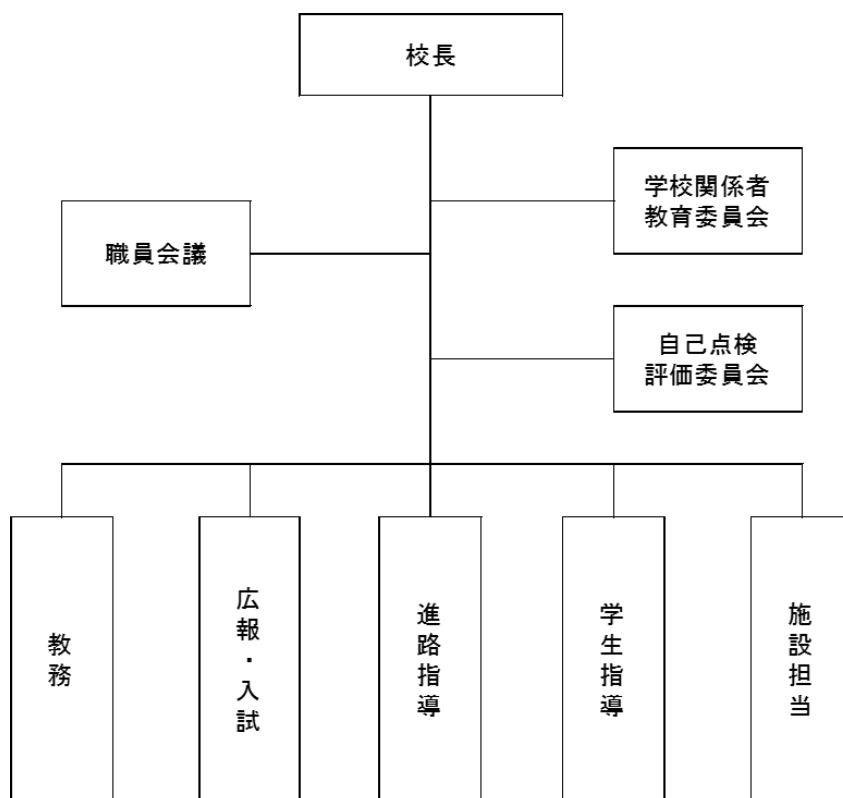 校長
学校関係者
教育委員会
職員会議
自己点検
評価委員会
教務
広報・入試
進路指導
学生指導
施設担当